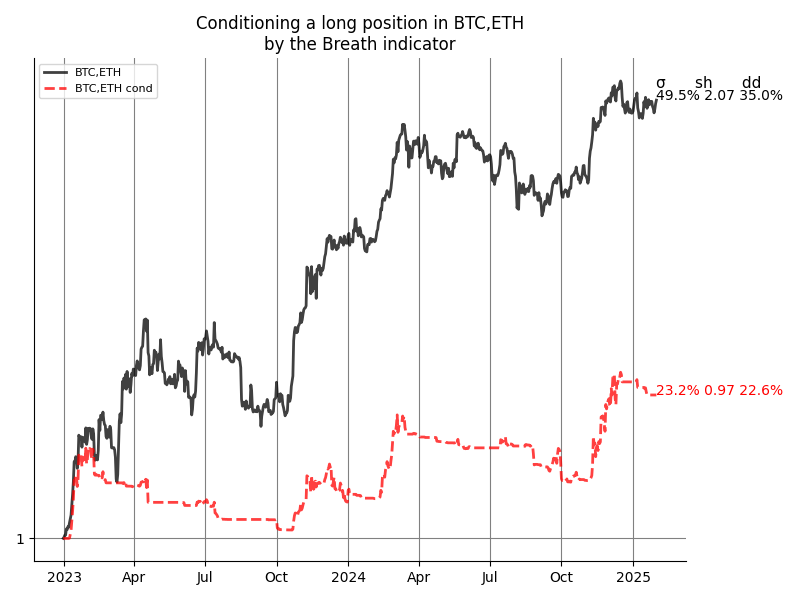 Conditioning a long position in BTC,ETH
by the Breath indicator
BTC,ETH
BTC,ETH cond
σ sh dd
49.5% 2.07 35.0%
23.2% 0.97 22.6%
1
2023 Apr Jul Oct 2024 Apr Jul Oct 2025